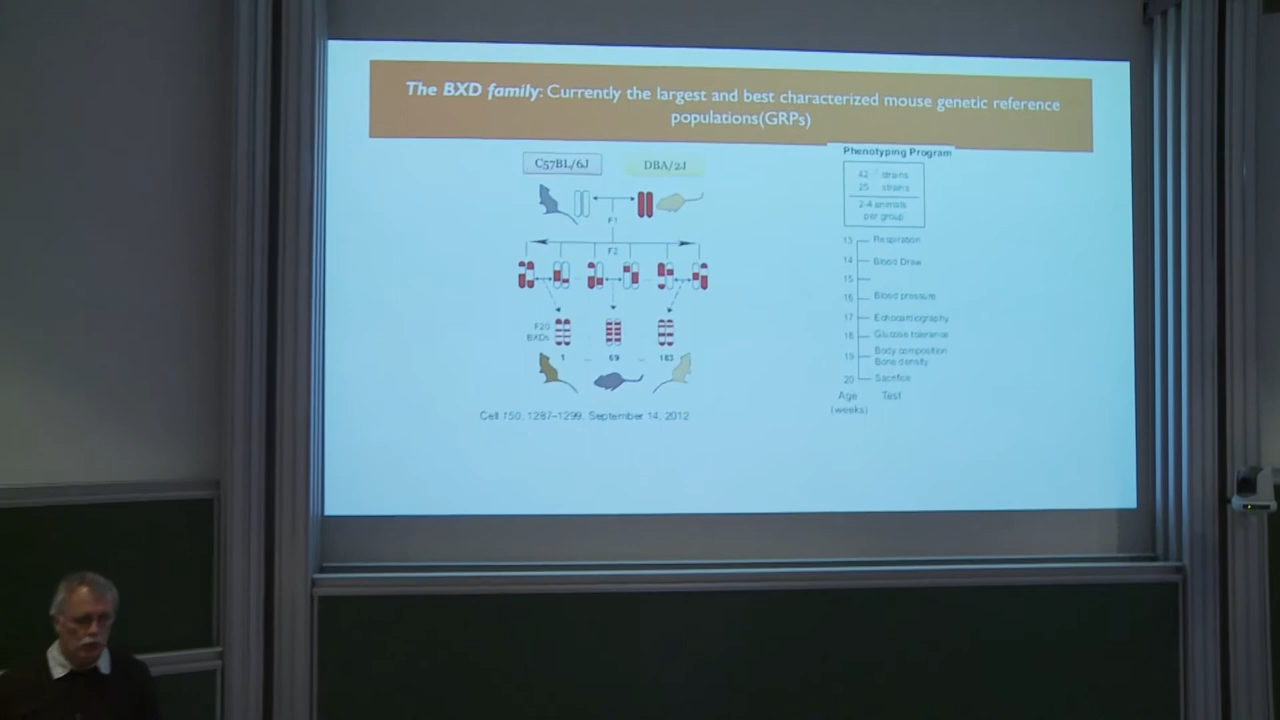 The BXD family: Currently the largest and best characterized mouse genetic reference
populations(GRPs)
C57BL/6J
DBA/2J
F1
F2
F20
BXDs
1 – 69 – 183
Cell 150, 1287–1299. September 14, 2012
Phenotyping Program
42 strains
25 strains
2-4 animals
per group
13 Respiration
14 Blood Draw
15
16 Blood pressure
17 Echocardiography
18 Glucose tolerance
19 Body composition
Bone density
20 Sacrifice
Age Test
(weeks)